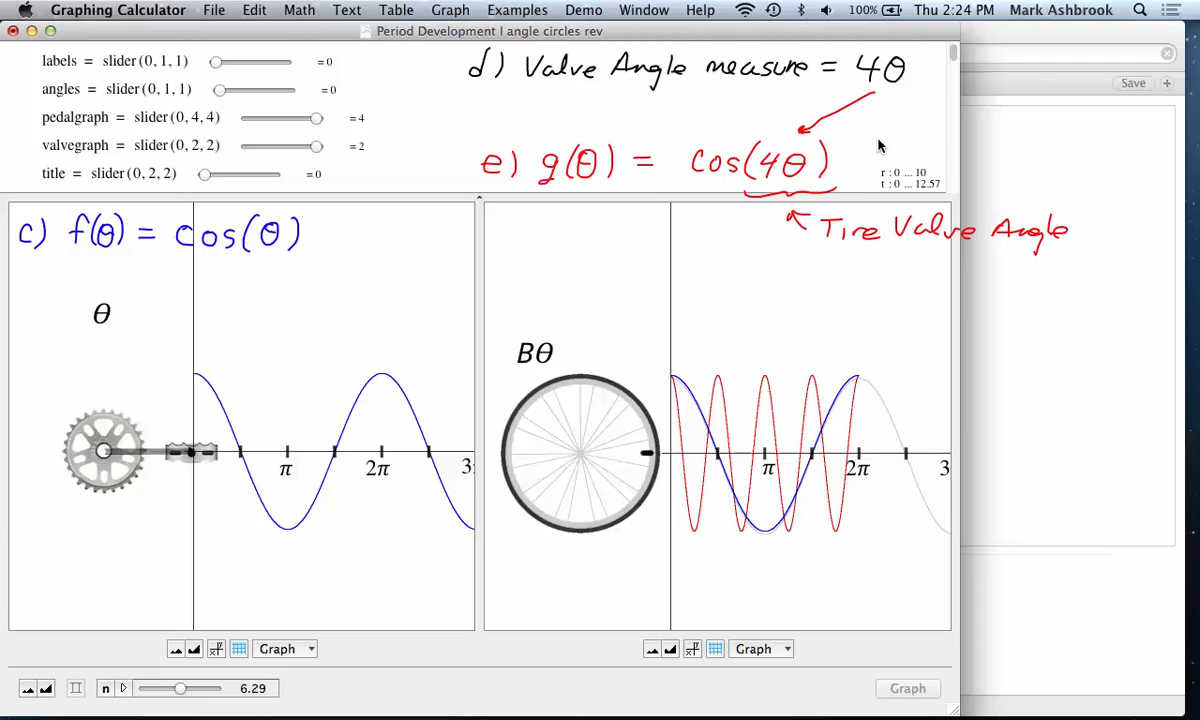 Graphing Calculator File Edit Math Text Table Graph Examples Demo Window Help 100% Thu 2:24 PM Mark Ashbrook
Period Development I angle circles rev
labels = slider (0, 1, 1) =0
angles = slider (0, 1, 1) =0
pedalgraph = slider (0, 4, 4) =4
valvegraph = slider (0, 2, 2) =2
title = slider (0, 2, 2) =0
d) Valve Angle measure = 4θ
e) g(θ) = cos(4θ)
r : 0 ... 10
t : 0 ... 12.57
Save +
c) f(θ) = cos(θ)
Tire Valve Angle
θ
Bθ
π 2π 3
π 2π 3
Graph
Graph
n 6.29
Graph